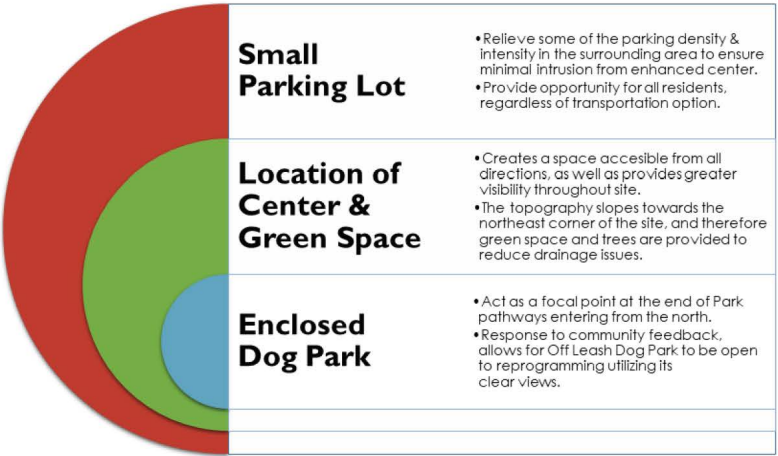 Small
Parking Lot
•Relieve some of the parking density &
intensity in the surrounding area to ensure
minimal intrusion from enhanced center.
•Provide opportunity for all residents,
regardless of transportation option.
Location of
Center &
Green Space
•Creates a space accesible from all
directions, as well as provides greater
visibility throughout site.
•The topography slopes towards the
northeast corner of the site, and therefore
green space and trees are provided to
reduce drainage issues.
Enclosed
Dog Park
•Act as a focal point at the end of Park
pathways entering from the north.
•Response to community feedback,
allows for Off Leash Dog Park to be open
to reprogramming utilizing its
clear views.